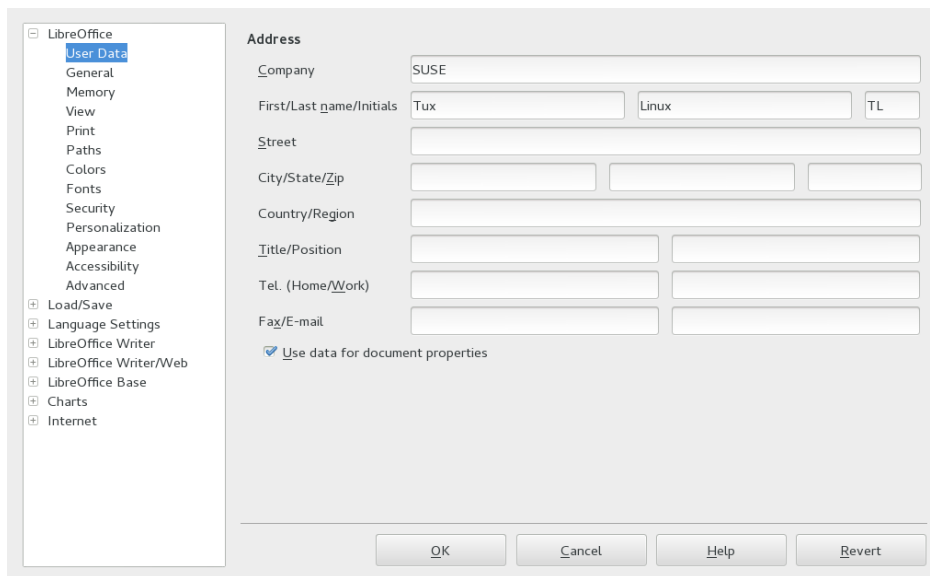 LibreOffice
User Data
General
Memory
View
Print
Paths
Colors
Fonts
Security
Personalization
Appearance
Accessibility
Advanced
Load/Save
Language Settings
LibreOffice Writer
LibreOffice Writer/Web
LibreOffice Base
Charts
Internet
Address
Company SUSE
First/Last name/Initials Tux Linux TL
Street
City/State/Zip
Country/Region
Title/Position
Tel. (Home/Work)
Fax/E-mail
Use data for document properties
OK Cancel Help Revert